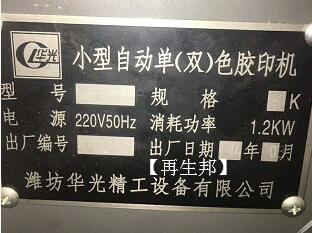 华光
小型自动单(双)色胶印机
型 号 规 格 K
电 源 220V50Hz 消耗功率 1.2KW
出厂编号 出厂日期 年 0月
【再生邦】
潍坊华光精工设备有限公司